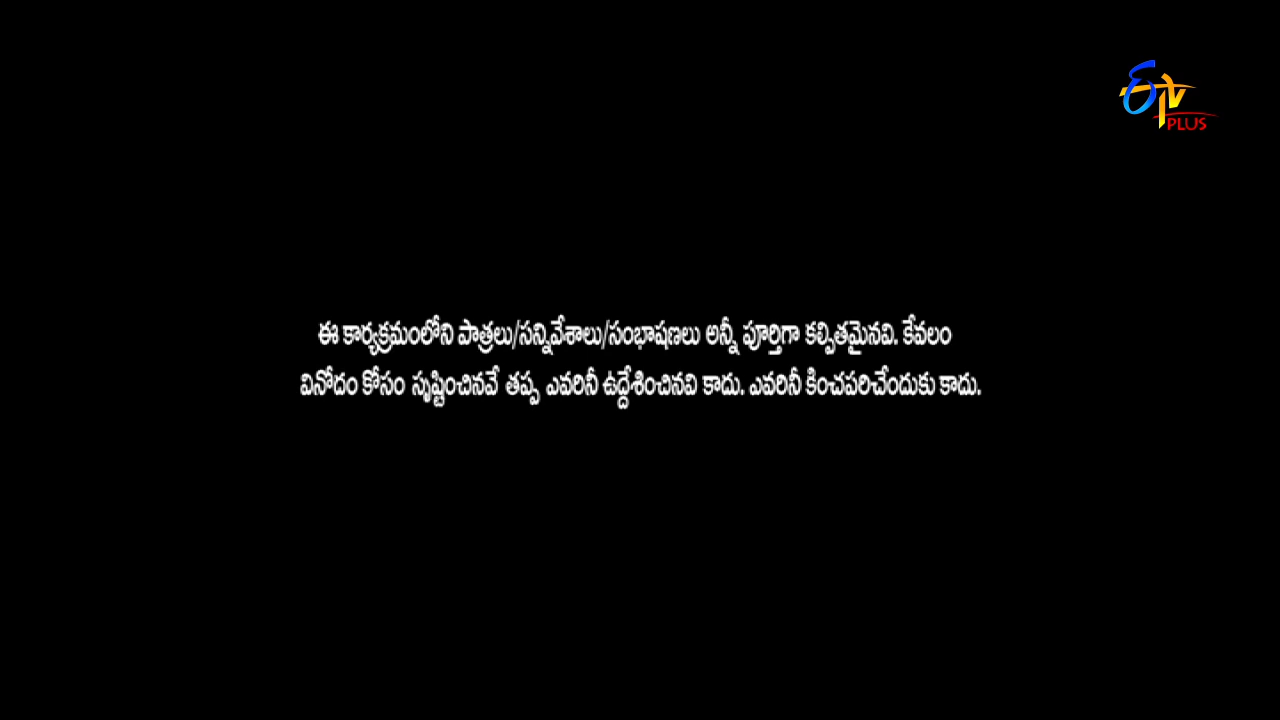 ETV
PLUS
ఈ కార్యక్రమంలోని పాత్రలు/సన్నివేశాలు/సంభాషణలు అన్నీ పూర్తిగా కల్పితమైనవి. కేవలం
వినోదం కోసం సృష్టించినవే తప్ప ఎవరినీ ఉద్దేశించినవి కాదు. ఎవరినీ కించపరిచేందుకు కాదు.